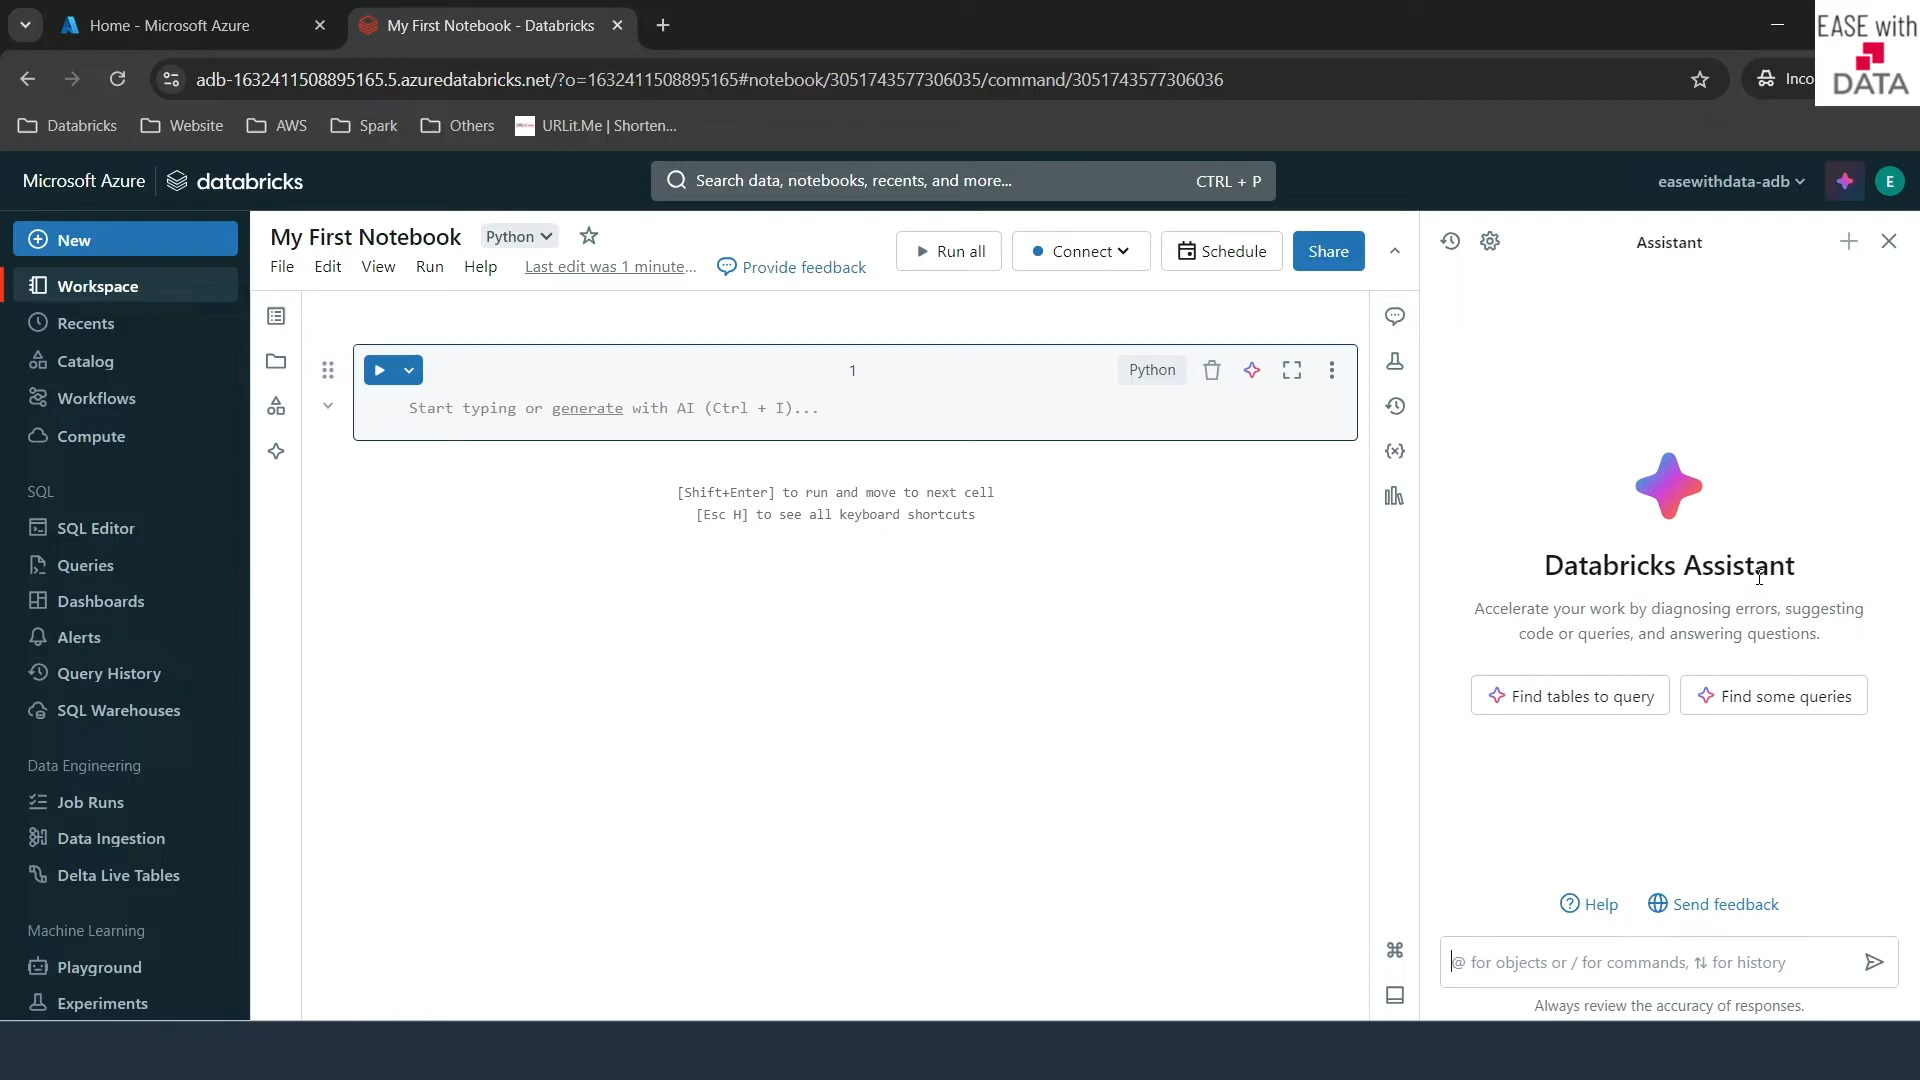 Home - Microsoft Azure
My First Notebook - Databricks
EASE with
DATA
adb-1632411508895165.5.azuredatabricks.net/?o=1632411508895165#notebook/3051743577306035/command/3051743577306036
Inco
Databricks
Website
AWS
Spark
Others
URLit.Me | Shorten...
Microsoft Azure
databricks
Search data, notebooks, recents, and more...
CTRL + P
easewithdata-adb
E
New
Workspace
Recents
Catalog
Workflows
Compute
SQL
SQL Editor
Queries
Dashboards
Alerts
Query History
SQL Warehouses
Data Engineering
Job Runs
Data Ingestion
Delta Live Tables
Machine Learning
Playground
Experiments
My First Notebook
Python
File
Edit
View
Run
Help
Last edit was 1 minute...
Provide feedback
Run all
Connect
Schedule
Share
1
Python
Start typing or generate with AI (Ctrl + I)...
[Shift+Enter] to run and move to next cell
[Esc H] to see all keyboard shortcuts
Assistant
Databricks Assistant
Accelerate your work by diagnosing errors, suggesting
code or queries, and answering questions.
Find tables to query
Find some queries
Help
Send feedback
@ for objects or / for commands, ⇅ for history
Always review the accuracy of responses.